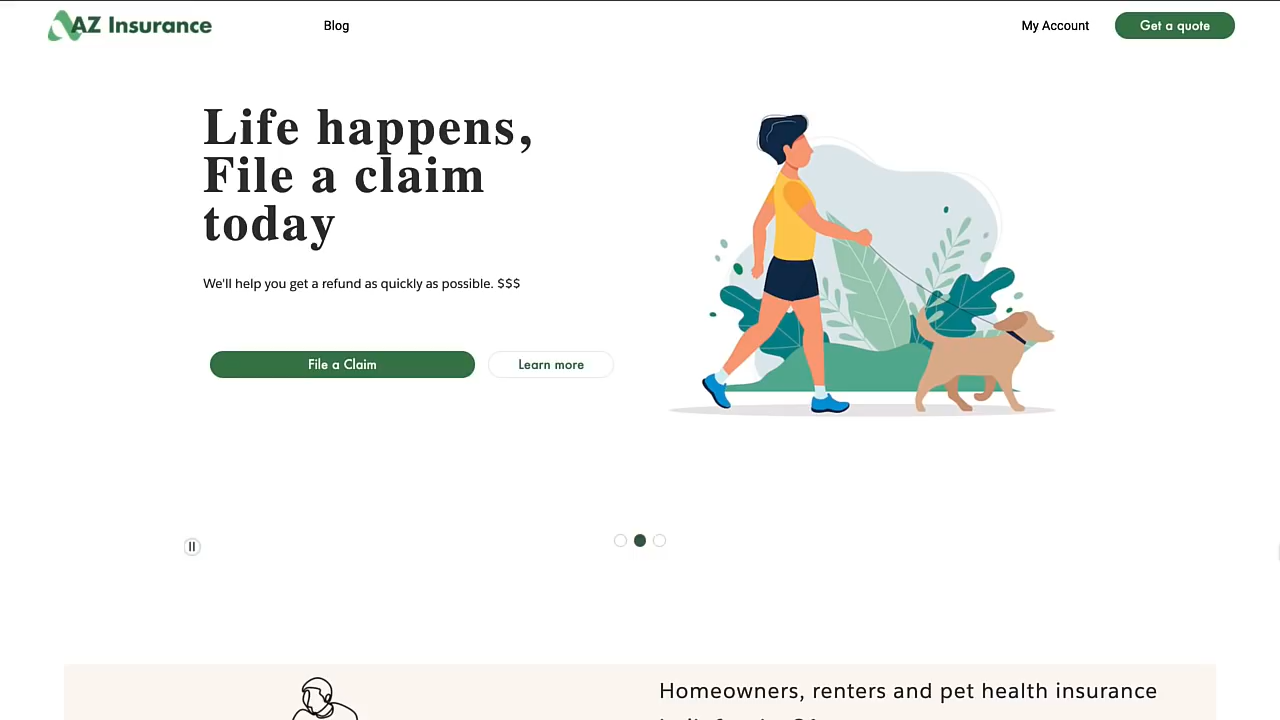 AZ Insurance
Blog
My Account
Get a quote
Life happens,
File a claim
today
We'll help you get a refund as quickly as possible. $$$
File a Claim
Learn more
Homeowners, renters and pet health insurance